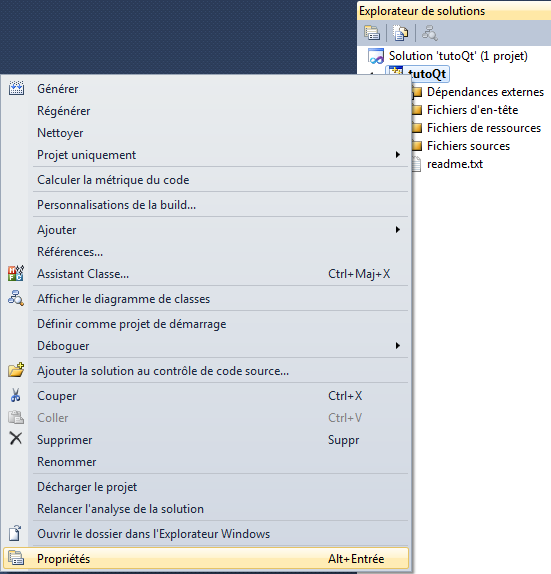 Explorateur de solutions
Solution 'tutoQt' (1 projet)
tutoQt
Dépendances externes
Fichiers d'en-tête
Fichiers de ressources
Fichiers sources
readme.txt
Générer
Régénérer
Nettoyer
Projet uniquement
Calculer la métrique du code
Personnalisations de la build...
Ajouter
Références...
Assistant Classe... Ctrl+Maj+X
Afficher le diagramme de classes
Définir comme projet de démarrage
Déboguer
Ajouter la solution au contrôle de code source...
Couper Ctrl+X
Coller Ctrl+V
Supprimer Suppr
Renommer
Décharger le projet
Relancer l'analyse de la solution
Ouvrir le dossier dans l'Explorateur Windows
Propriétés Alt+Entrée